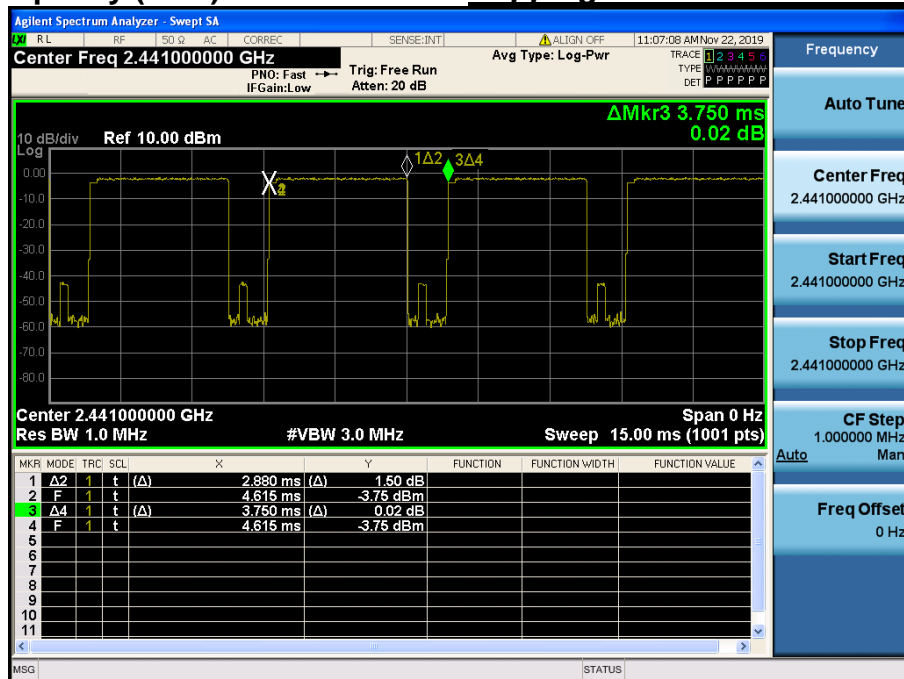 Agilent Spectrum Analyzer - Swept SA
LXI RL RF 50 Ω AC CORREC SENSE:INT ALIGN OFF 11:07:08 AM Nov 22, 2019
Center Freq 2.441000000 GHz
PNO: Fast
IFGain:Low
Trig: Free Run
Atten: 20 dB
Avg Type: Log-Pwr
TRACE 1 2 3 4 5 6
TYPE WWWWWW
DET P P P P P P
Frequency
Auto Tune
Center Freq
2.441000000 GHz
Start Freq
2.441000000 GHz
Stop Freq
2.441000000 GHz
CF Step
1.000000 MHz
Auto Man
Freq Offset
0 Hz
ΔMkr3 3.750 ms
0.02 dB
10 dB/div Ref 10.00 dBm
Log
0.00
-10.0
-20.0
-30.0
-40.0
-50.0
-60.0
-70.0
-80.0
1Δ2
3Δ4
Center 2.441000000 GHz Span 0 Hz
Res BW 1.0 MHz #VBW 3.0 MHz Sweep 15.00 ms (1001 pts)
MKR MODE TRC SCL X Y FUNCTION FUNCTION WIDTH FUNCTION VALUE
1 Δ2 1 t (Δ) 2.880 ms (Δ) 1.50 dB
2 F 1 t 4.615 ms -3.75 dBm
3 Δ4 1 t (Δ) 3.750 ms (Δ) 0.02 dB
4 F 1 t 4.615 ms -3.75 dBm
5
6
7
8
9
10
11
MSG STATUS